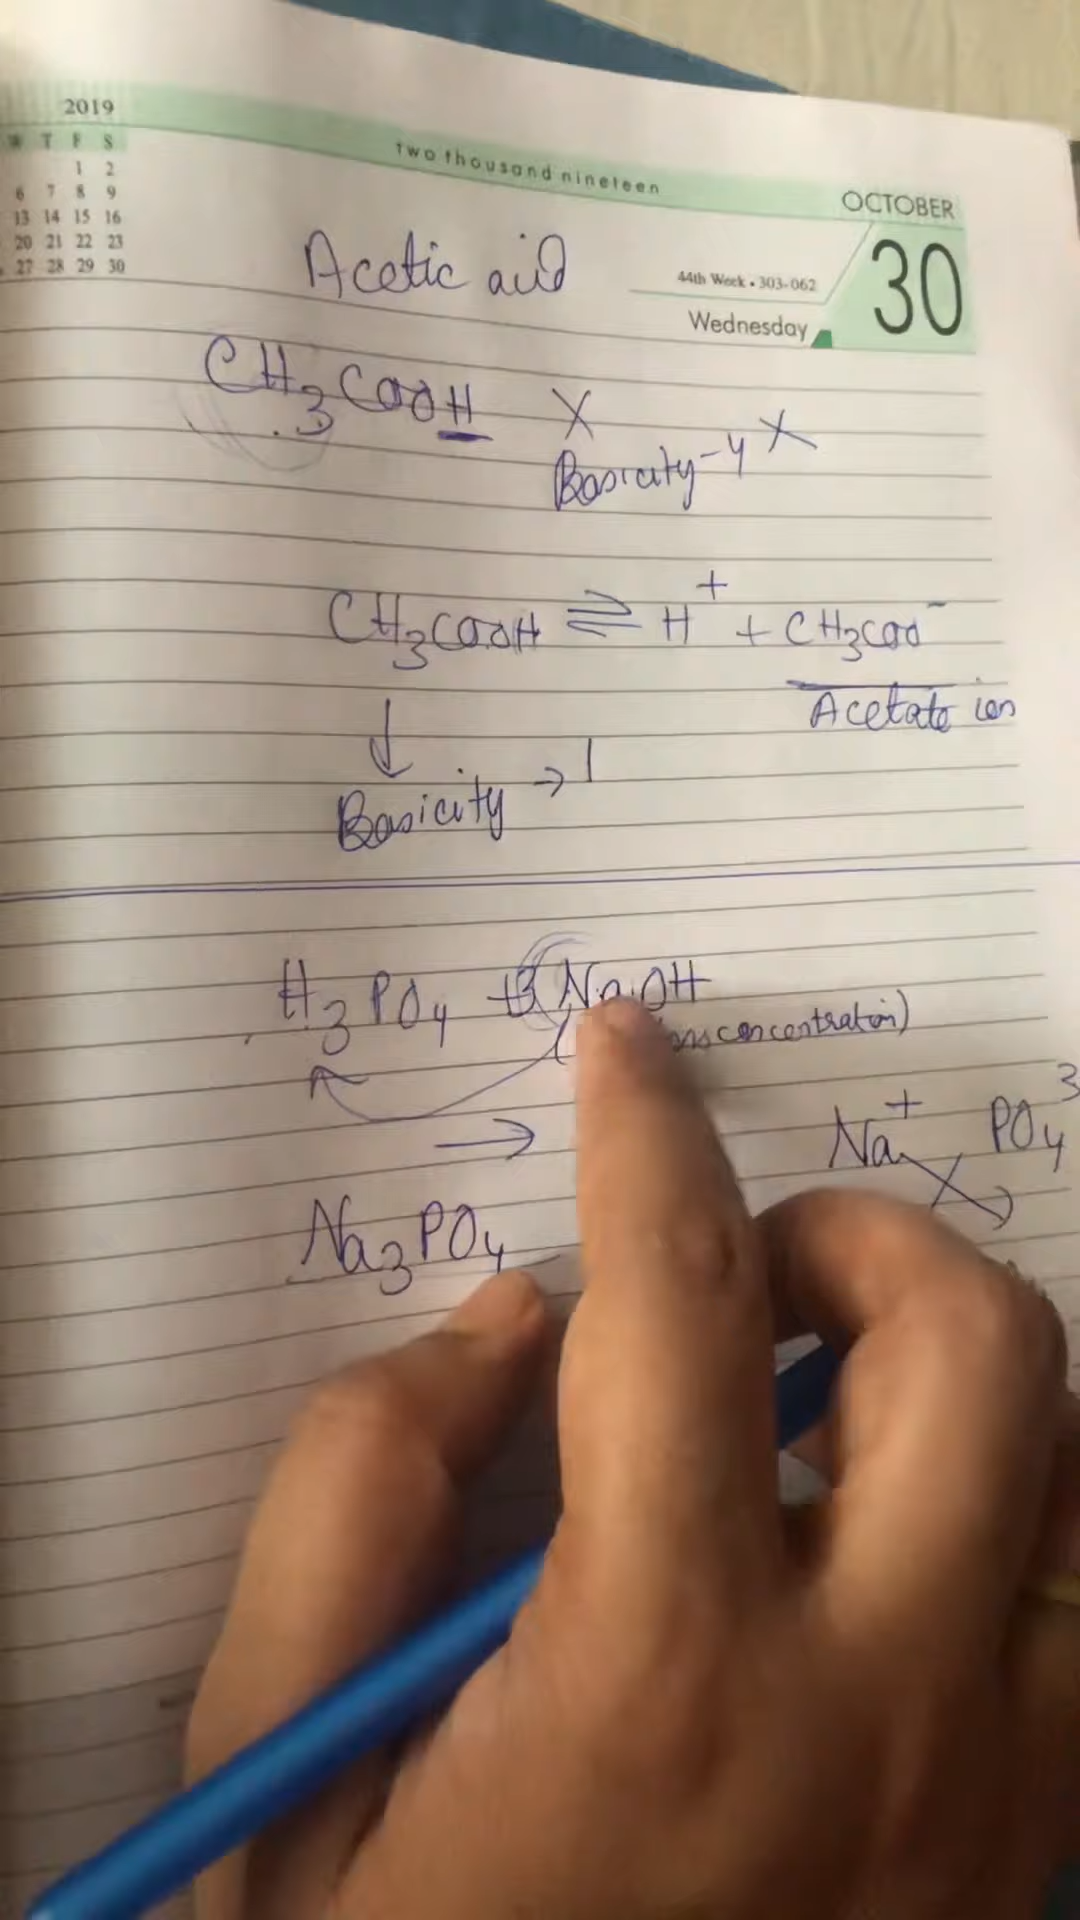 2019
two thousand nineteen
OCTOBER
W T F S
1 2
6 7 8 9
13 14 15 16
20 21 22 23
27 28 29 30
30
44th Week • 303-062
Wednesday
Acetic acid
CH₃COOH X
Basicity-4 X
CH₃COOH ⇌ H⁺ + CH₃COO⁻
Acetate ion
↓
Basicity → 1
H₃PO₄ + 3 NaOH
concentration)
→
Na⁺ PO₄³
Na₃PO₄